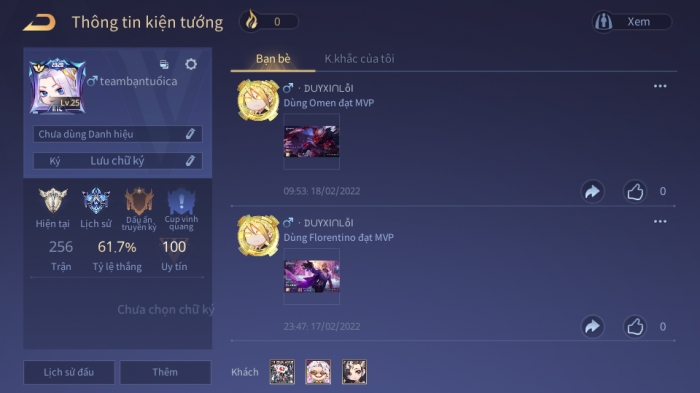 Thông tin kiện tướng
0
Xem
Bạn bè
K.khắc của tôi
teambạntuổica
Lv.25
Chưa dùng Danh hiệu
Ký
Lưu chữ ký
Hiện tại
Lịch sử
Dấu ấn truyền kỳ
Cup vinh quang
256
61.7%
100
Trận
Tỷ lệ thắng
Uy tín
Chưa chọn chữ ký
Lịch sử đấu
Thêm
Dùng Omen đạt MVP
09:53 18/02/2022
0
Dùng Florentino đạt MVP
23:47 17/02/2022
0
Khách